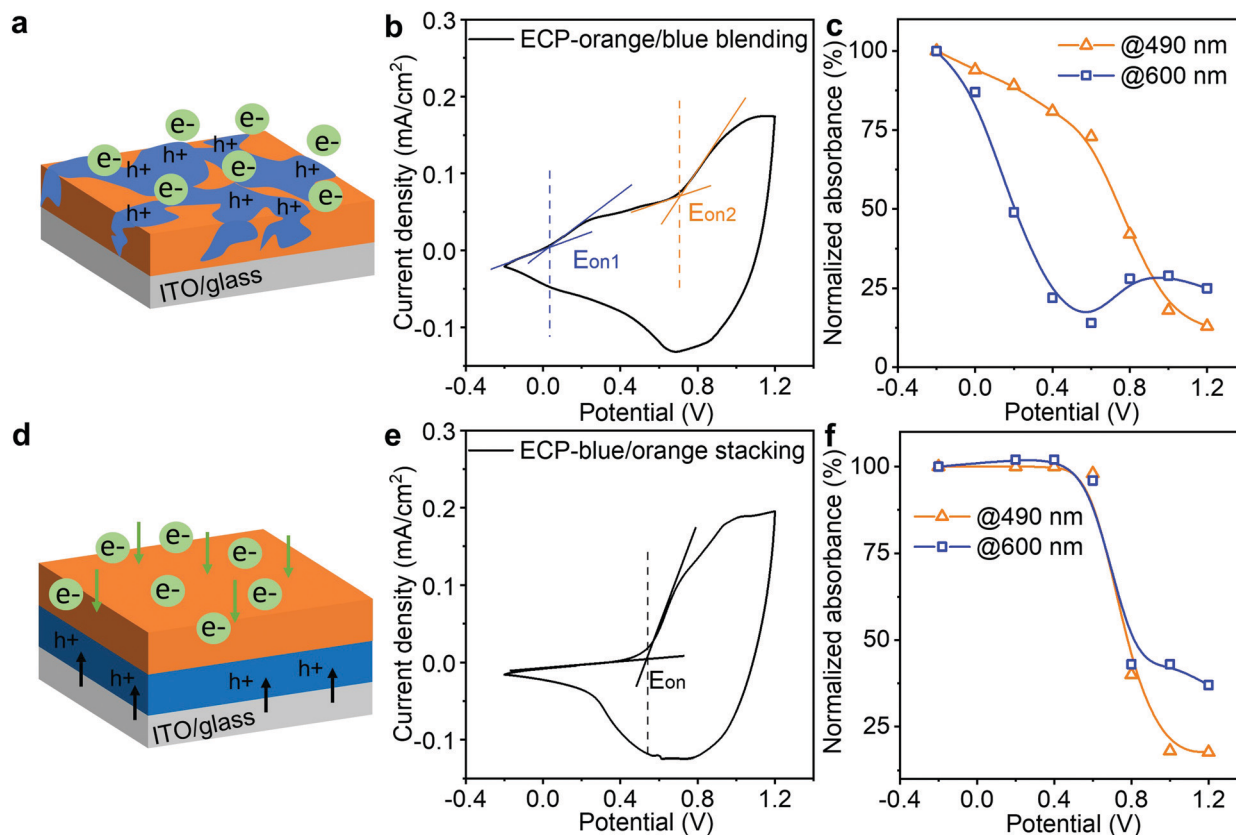 a
e-
e-
e-
e-
h+
h+
h+
e-
e-
h+
h+
e-
e-
h+
h+
ITO/glass
b
ECP-orange/blue blending
0.3
0.2
0.1
0.0
-0.1
Current density (mA/cm²)
Eon1
Eon2
-0.4
0.0
0.4
0.8
1.2
Potential (V)
c
@490 nm
@600 nm
100
75
50
25
0
Normalized absorbance (%)
-0.4
0.0
0.4
0.8
1.2
Potential (V)
d
e-
e-
e-
e-
e-
e-
e-
h+
h+
h+
h+
ITO/glass
e
ECP-blue/orange stacking
0.3
0.2
0.1
0.0
-0.1
Current density (mA/cm²)
Eon
-0.4
0.0
0.4
0.8
1.2
Potential (V)
f
@490 nm
@600 nm
100
75
50
25
Normalized absorbance (%)
-0.4
0.0
0.4
0.8
1.2
Potential (V)